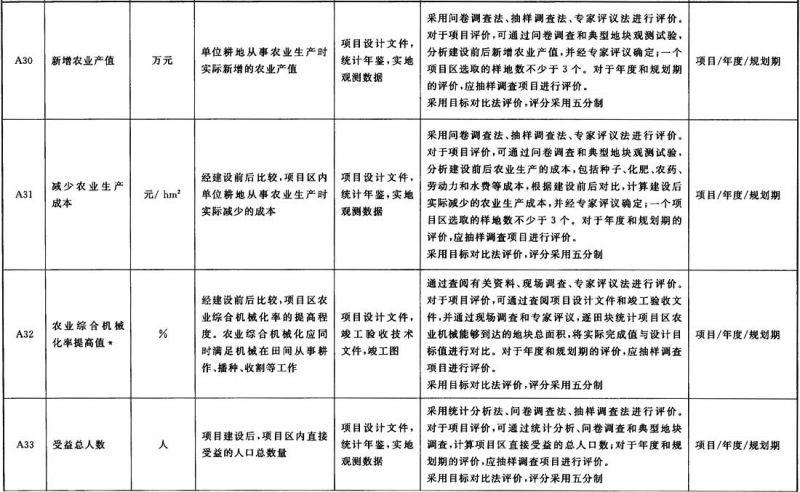 A30
新增农业产值
万元
单位耕地从事农业生产时
实际新增的农业产值
项目设计文件，
统计年鉴，实地
观测数据
采用问卷调查法、抽样调查法、专家评议法进行评价。
对于项目评价，可通过问卷调查和典型地块观测试验，
分析建设前后新增农业产值，并经专家评议确定；一个
项目区选取的样地数不少于 3 个。对于年度和规划期
的评价，应抽样调查项目进行评价。
采用目标对比法评价，评分采用五分制
项目/年度/规划期
A31
减少农业生产
成本
元/ hm²
经建设前后比较，项目区内
单位耕地从事农业生产时
实际减少的成本
项目设计文件，
统计年鉴，实地
观测数据
采用问卷调查法、抽样调查法、专家评议法进行评价。
对于项目评价，可通过问卷调查和典型地块观测试验，
分析建设前后农业生产的成本，包括种子、化肥、农药、
劳动力和水费等成本，根据建设前后对比，计算建设后
实际减少的农业生产成本，并经专家评议确定；一个项
目区选取的样地数不少于 3 个。对于年度和规划期的
评价，应抽样调查项目进行评价。
采用目标对比法评价，评分采用五分制
项目/年度/规划期
A32
农业综合机械
化率提高值*
%
经建设前后比较，项目区农
业综合机械化率的提高程
度。农业综合机械化应同
时满足机械在田间从事耕
作、播种、收割等工作
项目设计文件，
竣工验收技术
文件，竣工图
通过查阅有关资料、现场调查、专家评议法进行评价。
对于项目评价，可通过查阅项目设计文件和竣工验收文
件，并通过现场调查和专家评议，逐田块统计项目区农
业机械能够到达的地块总面积，将实际完成值与设计目
标值进行对比。对于年度和规划期的评价，应抽样调查
项目进行评价。
采用目标对比法评价，评分采用五分制
项目/年度/规划期
A33
受益总人数
人
项目建设后，项目区内直接
受益的人口总数量
项目设计文件，
统计年鉴，实地
观测数据
采用统计分析法、问卷调查法、抽样调查法进行评价。
对于项目评价，可通过统计分析、问卷调查和典型地块
调查，计算项目区直接受益的总人口数；对于年度和规
划期的评价，应抽样调查项目进行评价。
采用目标对比法评价，评分采用五分制
项目/年度/规划期